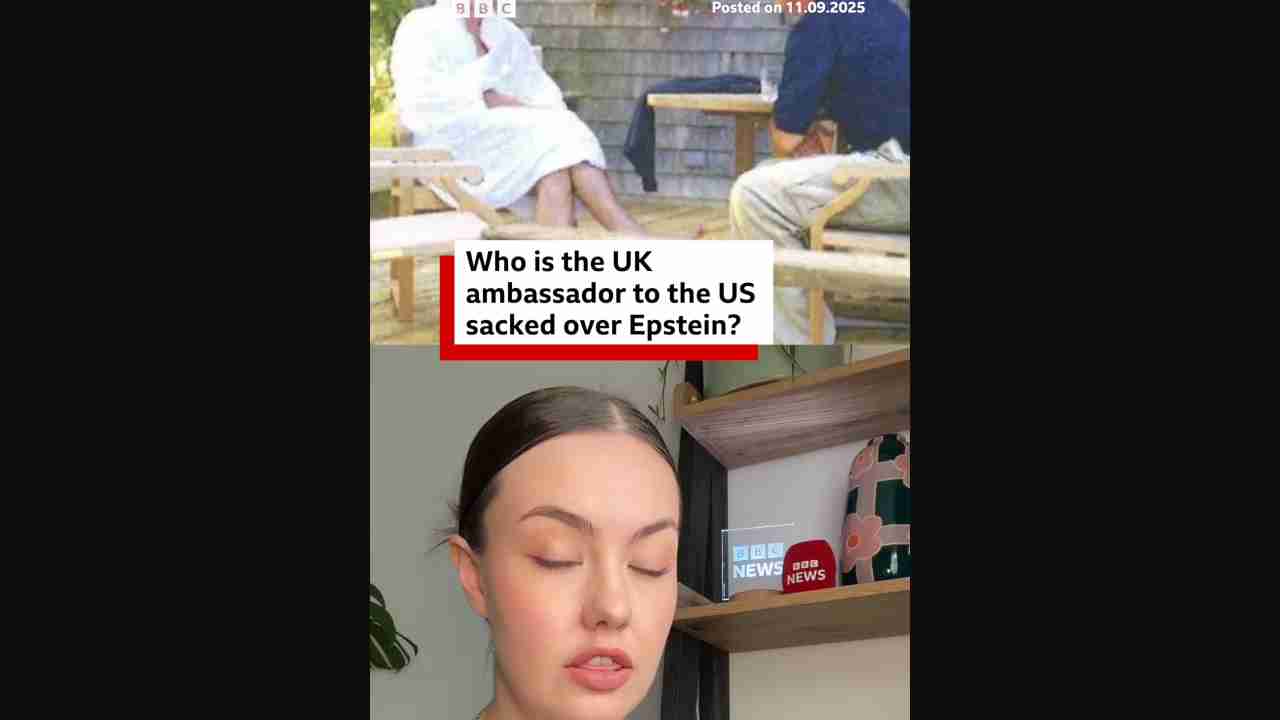 BBC
Posted on 11.09.2025
Who is the UK
ambassador to the US
sacked over Epstein?
BBC
NEWS
BBC
NEWS